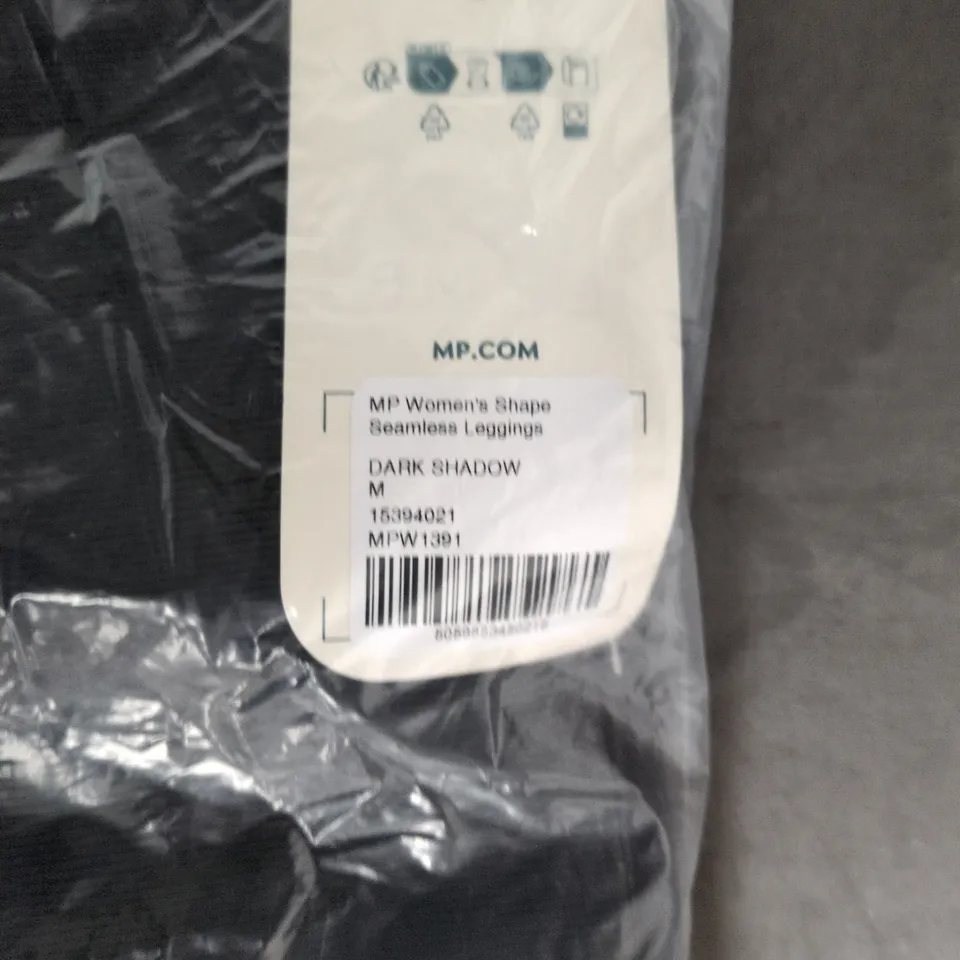 MP.COM
MP Women's Shape
Seamless Leggings
DARK SHADOW
M
15394021
MPW1391